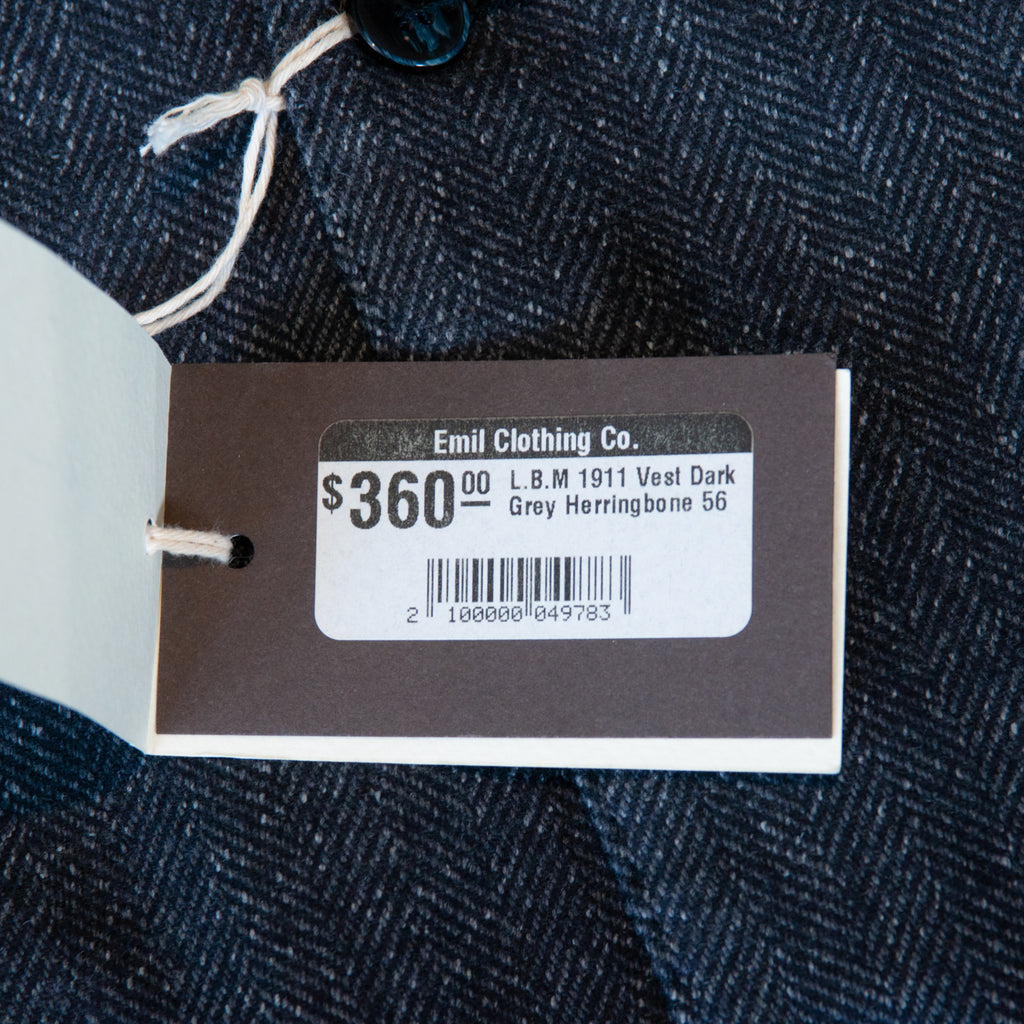 Emil Clothing Co.
$360.00 L.B.M 1911 Vest Dark
Grey Herringbone 56
2 100000 049783